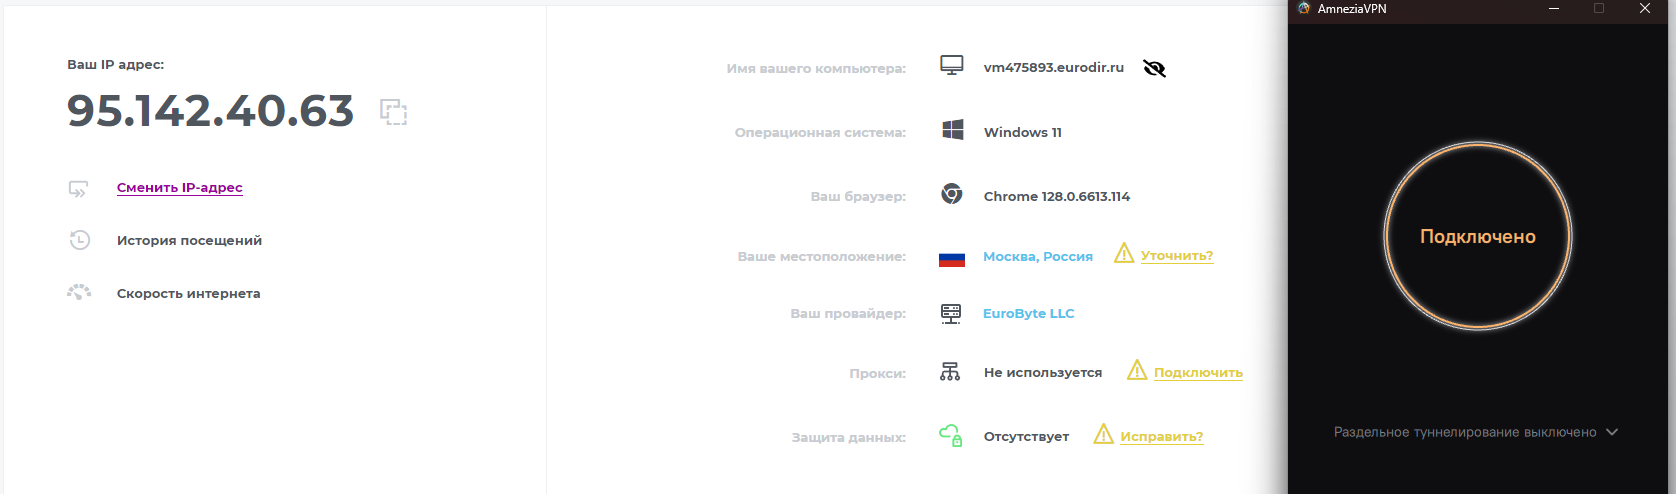 Ваш IP адрес:
95.142.40.63
Сменить IP-адрес
История посещений
Скорость интернета
Имя вашего компьютера: vm475893.eurodir.ru
Операционная система: Windows 11
Ваш браузер: Chrome 128.0.6613.114
Ваше местоположение: Москва, Россия Уточнить?
Ваш провайдер: EuroByte LLC
Прокси: Не используется Подключить
Защита данных: Отсутствует Исправить?
AmneziaVPN
Подключено
Раздельное туннелирование выключено